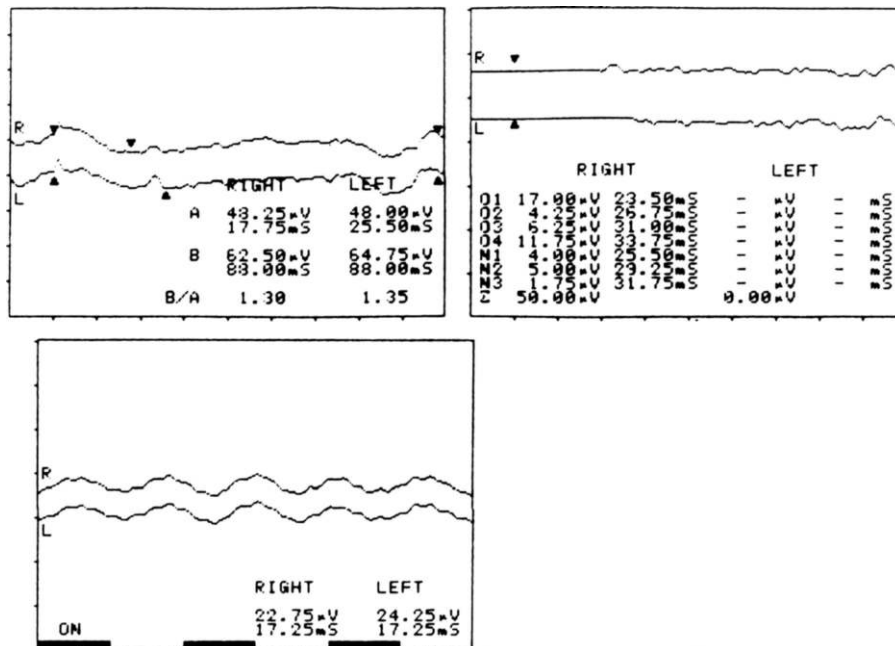 R
L
RIGHT LEFT
A 48.25µV 48.00µV
17.75mS 25.50mS
B 62.50µV 64.75µV
88.00mS 88.00mS
B/A 1.30 1.35
R
L
RIGHT LEFT
O1 17.00µV 23.50mS - µV - mS
O2 4.25µV 26.75mS - µV - mS
O3 6.25µV 31.00mS - µV - mS
O4 11.75µV 33.75mS - µV - mS
N1 4.00µV 25.50mS - µV - mS
N2 5.00µV 29.25mS - µV - mS
N3 1.75µV 31.75mS - µV - mS
Σ 50.00µV 0.00µV
R
L
RIGHT LEFT
22.75µV 24.25µV
17.25mS 17.25mS
ON